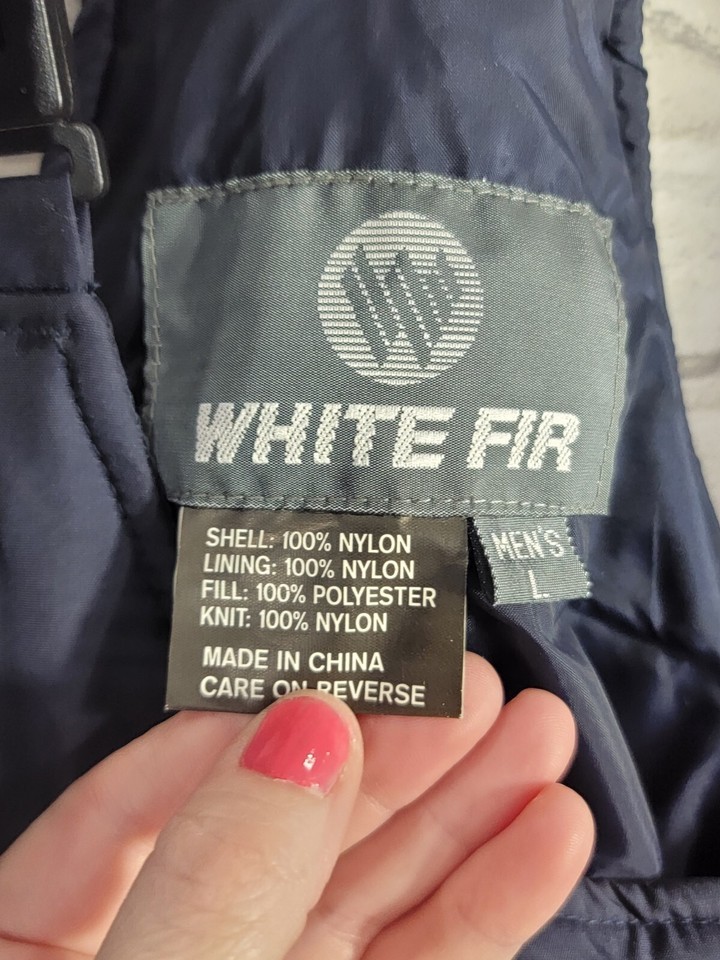 WHITE FIR
SHELL: 100% NYLON
LINING: 100% NYLON
FILL: 100% POLYESTER
KNIT: 100% NYLON
MADE IN CHINA
CARE ON REVERSE
MEN'S
L